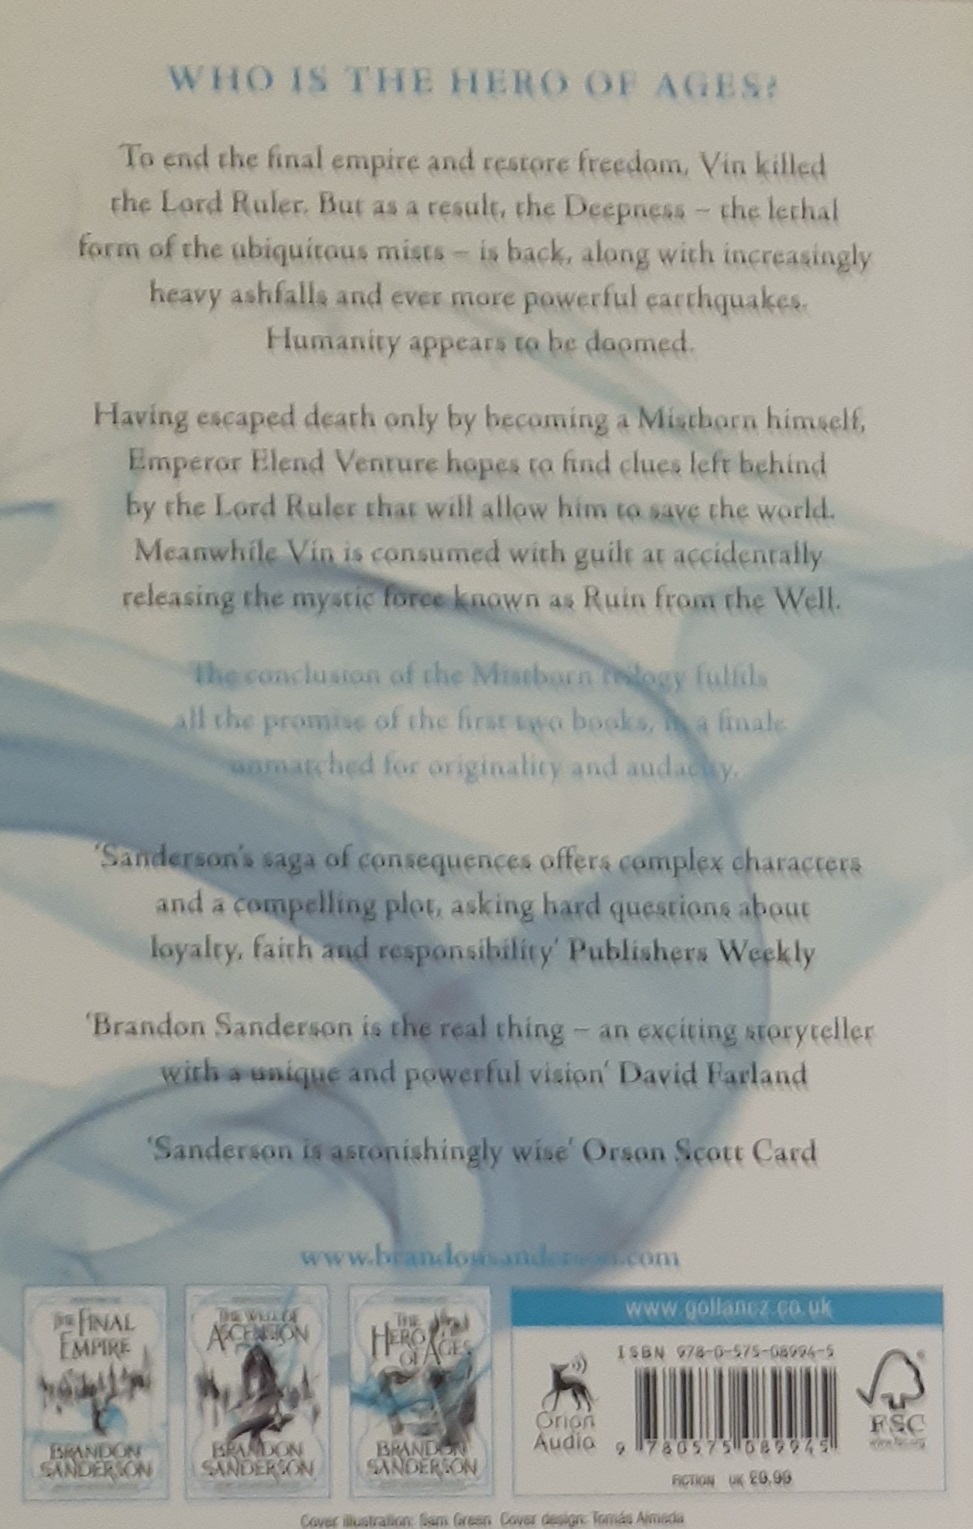 WHO IS THE HERO OF AGES?
To end the final empire and restore freedom, Vin killed
the Lord Ruler. But as a result, the Deepness – the lethal
form of the ubiquitous mists – is back, along with increasingly
heavy ashfalls and ever more powerful earthquakes.
Humanity appears to be doomed.
Having escaped death only by becoming a Mistborn himself,
Emperor Elend Venture hopes to find clues left behind
by the Lord Ruler that will allow him to save the world.
Meanwhile Vin is consumed with guilt at accidentally
releasing the mystic force known as Ruin from the Well.
The conclusion of the Mistborn trilogy fulfils
all the promise of the first two books, in a finale
unmatched for originality and audacity.
‘Sanderson’s saga of consequences offers complex characters
and a compelling plot, asking hard questions about
loyalty, faith and responsibility’ Publishers Weekly
‘Brandon Sanderson is the real thing – an exciting storyteller
with a unique and powerful vision’ David Farland
‘Sanderson is astonishingly wise’ Orson Scott Card
www.brandonsanderson.com
THE FINAL
EMPIRE
BRANDON
SANDERSON
THE WELL OF
ASCENSION
BRANDON
SANDERSON
THE
HERO
OF AGES
BRANDON
SANDERSON
www.gollancz.co.uk
Orion
Audio
ISBN 978-0-575-08994-5
9 780575 089945
FICTION UK £9.99
FSC
www.fsc.org
Cover illustration: Sam Green Cover design: Tomás Almeida